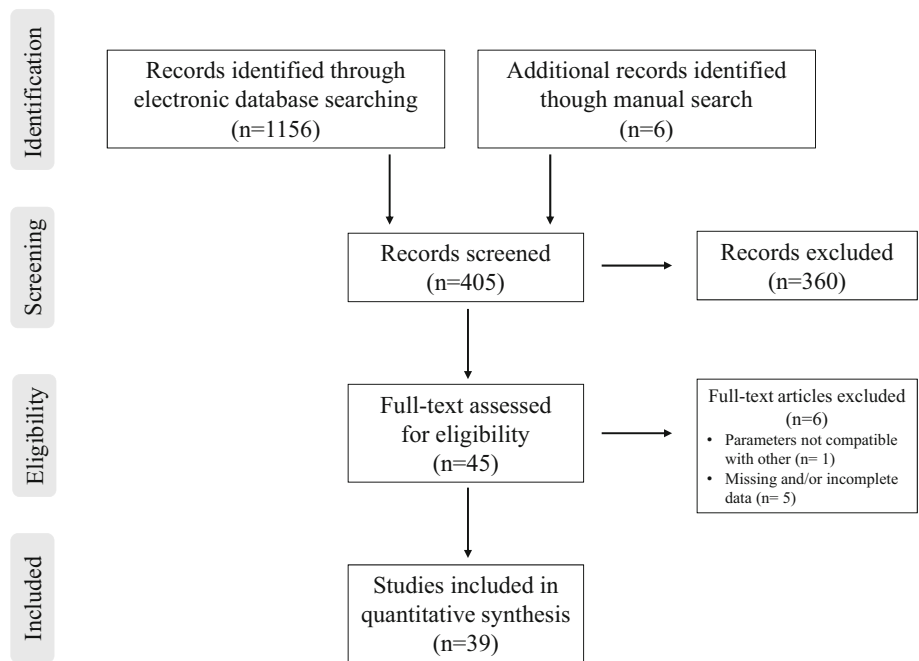 Identification
Records identified through
electronic database searching
(n=1156)
Additional records identified
though manual search
(n=6)
Screening
Records screened
(n=405)
Records excluded
(n=360)
Eligibility
Full-text assessed
for eligibility
(n=45)
Full-text articles excluded
(n=6)
• Parameters not compatible
with other (n= 1)
• Missing and/or incomplete
data (n= 5)
Included
Studies included in
quantitative synthesis
(n=39)